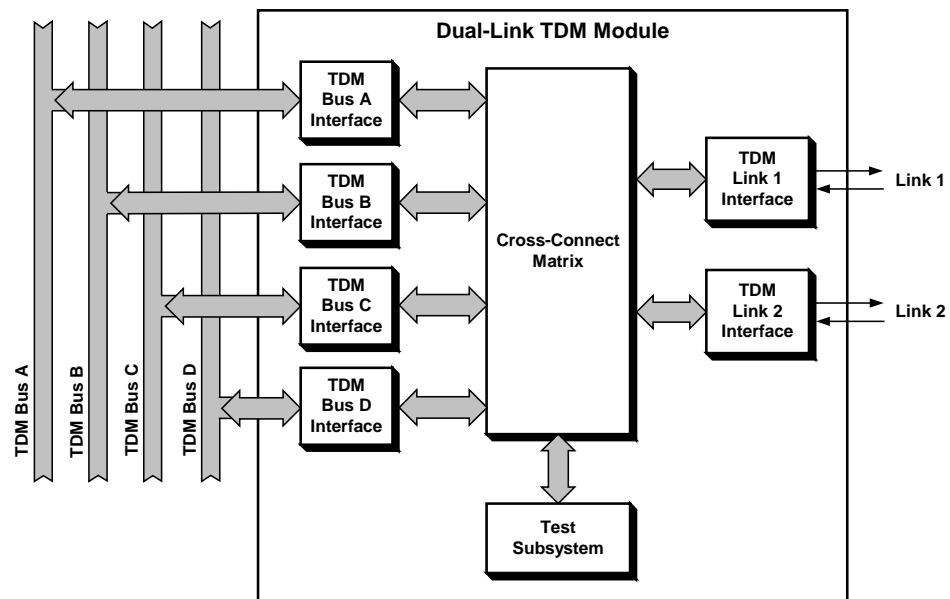 Dual-Link TDM Module
TDM
Bus A
Interface
TDM
Bus B
Interface
TDM
Bus C
Interface
TDM
Bus D
Interface
Cross-Connect
Matrix
TDM
Link 1
Interface
Link 1
TDM
Link 2
Interface
Link 2
TDM Bus A
TDM Bus B
TDM Bus C
TDM Bus D
Test
Subsystem